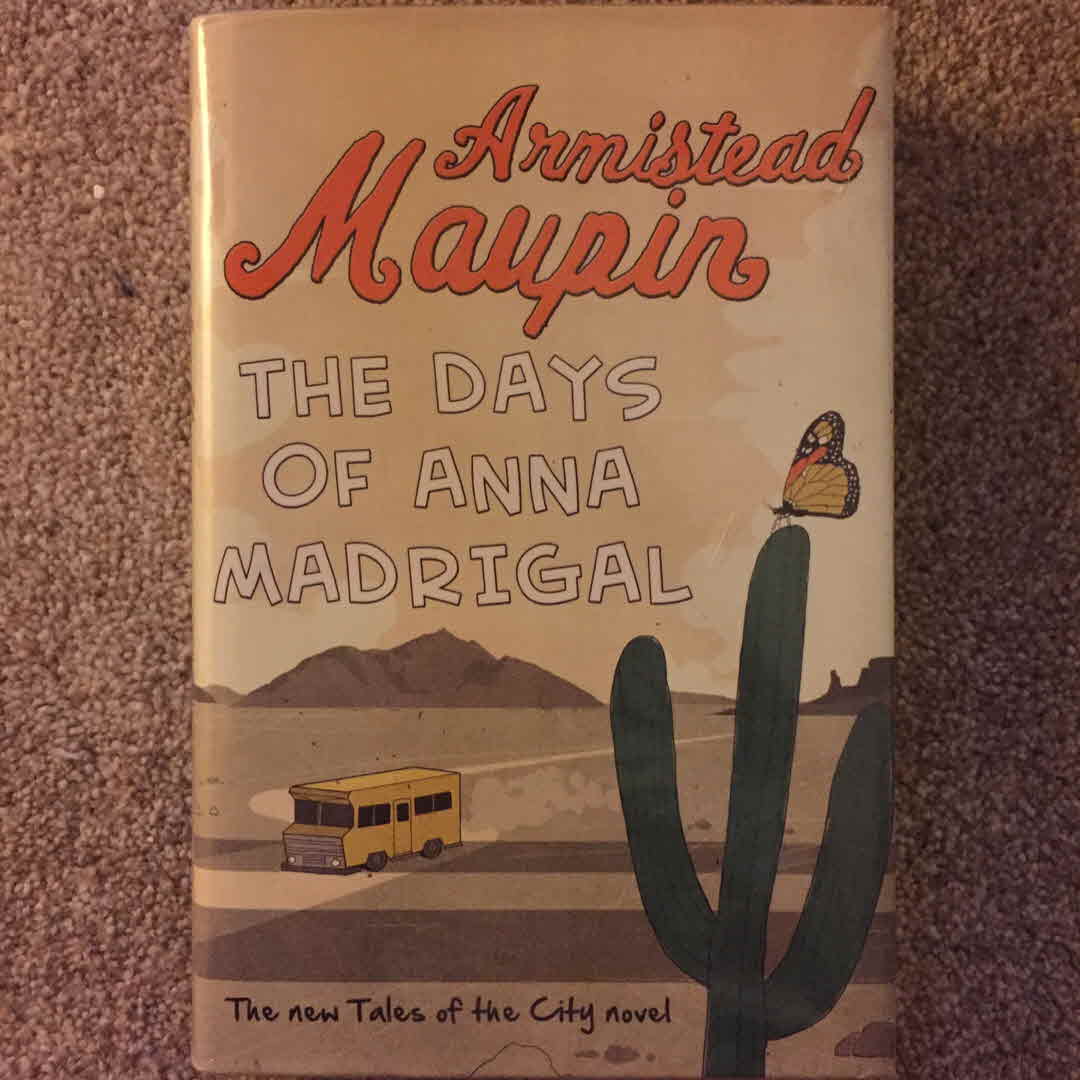 Armistead
Maupin
THE DAYS
OF ANNA
MADRIGAL
The new Tales of the City novel